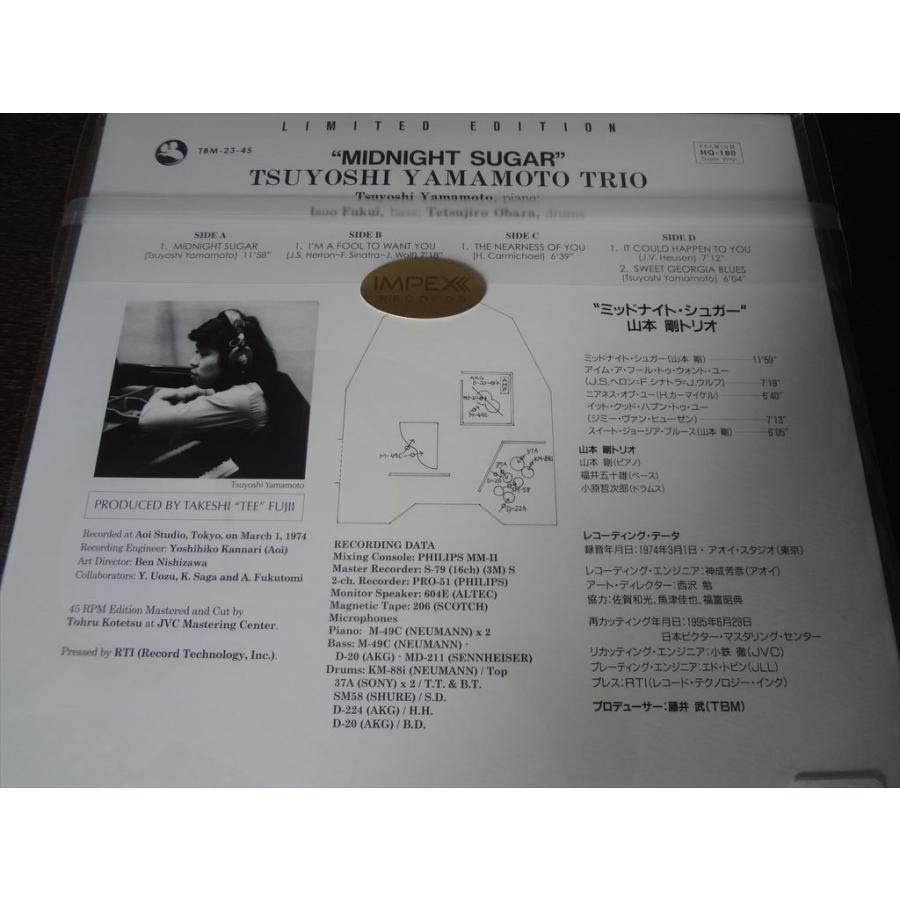 LIMITED EDITION
TBM-23-45
PREMIUM
HQ-180
Super Vinyl
"MIDNIGHT SUGAR"
TSUYOSHI YAMAMOTO TRIO
Tsuyoshi Yamamoto, piano;
Isoo Fukui, bass; Tetsujiro Obara, drums
SIDE A
1. MIDNIGHT SUGAR
(Tsuyoshi Yamamoto) 11'58"
SIDE B
1. I'M A FOOL TO WANT YOU
(J.S. Herron~F. Sinatra~J. Wolf) 7'18"
SIDE C
1. THE NEARNESS OF YOU
(H. Carmichael) 6'39"
SIDE D
1. IT COULD HAPPEN TO YOU
(J.V. Heusen) 7'12"
2. SWEET GEORGIA BLUES
(Tsuyoshi Yamamoto) 6'04"
IMPEX
RECORDS
Tsuyoshi Yamamoto
PRODUCED BY TAKESHI "TEE" FUJII
Recorded at Aoi Studio, Tokyo, on March 1, 1974
Recording Engineer: Yoshihiko Kannari (Aoi)
Art Director: Ben Nishizawa
Collaborators: Y. Uozu, K. Saga and A. Fukutomi
45 RPM Edition Mastered and Cut by
Tohru Kotetsu at JVC Mastering Center.
Pressed by RTI (Record Technology, Inc.).
AKG
D-20
M-49C
M-49C
37A
KM-88i
37A
D-20
D-224
RECORDING DATA
Mixing Console: PHILIPS MM-II
Master Recorder: S-79 (16ch) (3M) S
2-ch. Recorder: PRO-51 (PHILIPS)
Monitor Speaker: 604E (ALTEC)
Magnetic Tape: 206 (SCOTCH)
Microphones
Piano: M-49C (NEUMANN) x 2
Bass: M-49C (NEUMANN) ·
D-20 (AKG) · MD-211 (SENNHEISER)
Drums: KM-88i (NEUMANN) / Top
37A (SONY) x 2 / T.T. & B.T.
SM58 (SHURE) / S.D.
D-224 (AKG) / H.H.
D-20 (AKG) / B.D.
"ミッドナイト・シュガー"
山本 剛トリオ
ミッドナイト・シュガー(山本 剛) 11'59"
アイム・ア・フール・トゥ・ウォント・ユー
(J.S.ヘロン=F.シナトラ=J.ウルフ) 7'19"
ニアネス・オブ・ユー(H.カーマイケル) 6'40"
イット・クッド・ハプン・トゥ・ユー
(ジミー・ヴァン・ヒューゼン) 7'13"
スイート・ジョージア・ブルース(山本 剛) 6'05"
山本 剛トリオ
山本 剛(ピアノ)
福井五十雄(ベース)
小原哲次郎(ドラムス)
レコーディング・データ
録音年月日:1974年3月1・アオイ・スタジオ(東京)
レコーディング・エンジニア:神成芳彦(アオイ)
アート・ディレクター:西沢 勉
協力:佐賀和光、魚津佳也、福富昭典
再カッティング年月日:1995年6月29日
日本ビクター・マスタリング・センター
リカッティング・エンジニア:小鉄 徹(JVC)
プレーティング・エンジニア:エド・トビン(JLL)
プレス:RTI(レコード・テクノロジー・インク)
プロデューサー:藤井 武(TBM)